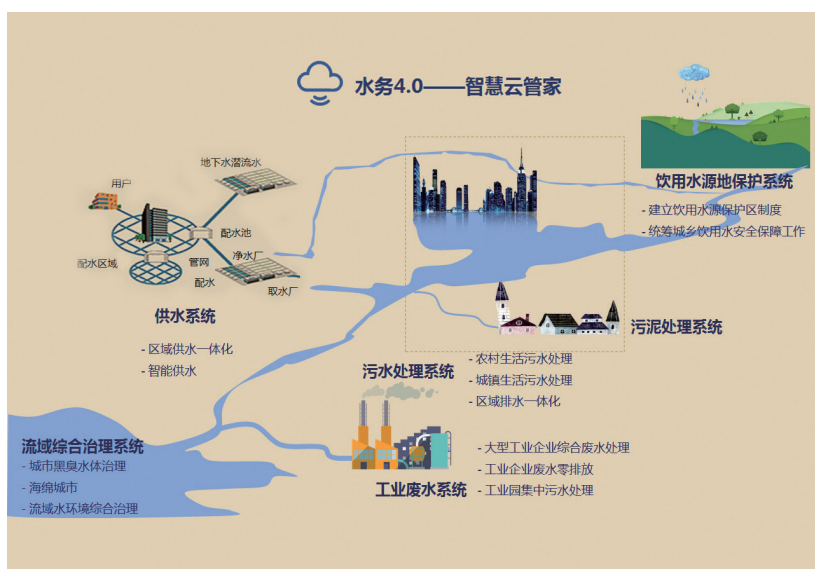 水务4.0——智慧云管家
地下水潜流水
用户
配水池
配水区域
管网
净水厂
配水
取水厂
供水系统
- 区域供水一体化
- 智能供水
饮用水源地保护系统
- 建立饮用水源保护区制度
- 统筹城乡饮用水安全保障工作
污泥处理系统
污水处理系统
- 农村生活污水处理
- 城镇生活污水处理
- 区域排水一体化
流域综合治理系统
- 城市黑臭水体治理
- 海绵城市
- 流域水环境综合治理
工业废水系统
- 大型工业企业综合废水处理
- 工业企业废水零排放
- 工业园集中污水处理